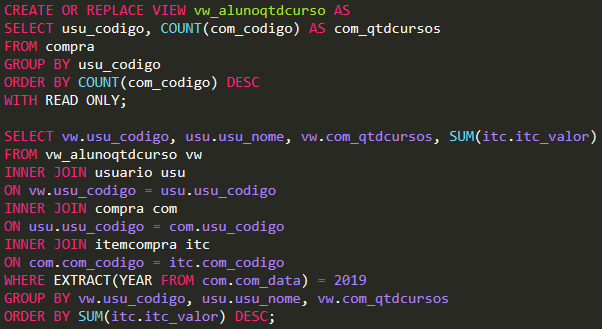 CREATE OR REPLACE VIEW vw_alunoqtdcurso AS
SELECT usu_codigo, COUNT(com_codigo) AS com_qtdcursos
FROM compra
GROUP BY usu_codigo
ORDER BY COUNT(com_codigo) DESC
WITH READ ONLY;
SELECT vw.usu_codigo, usu.usu_nome, vw.com_qtdcursos, SUM(itc.itc_valor)
FROM vw_alunoqtdcurso vw
INNER JOIN usuario usu
ON vw.usu_codigo = usu.usu_codigo
INNER JOIN compra com
ON usu.usu_codigo = com.usu_codigo
INNER JOIN itemcompra itc
ON com.com_codigo = itc.com_codigo
WHERE EXTRACT(YEAR FROM com.com_data) = 2019
GROUP BY vw.usu_codigo, usu.usu_nome, vw.com_qtdcursos
ORDER BY SUM(itc.itc_valor) DESC;